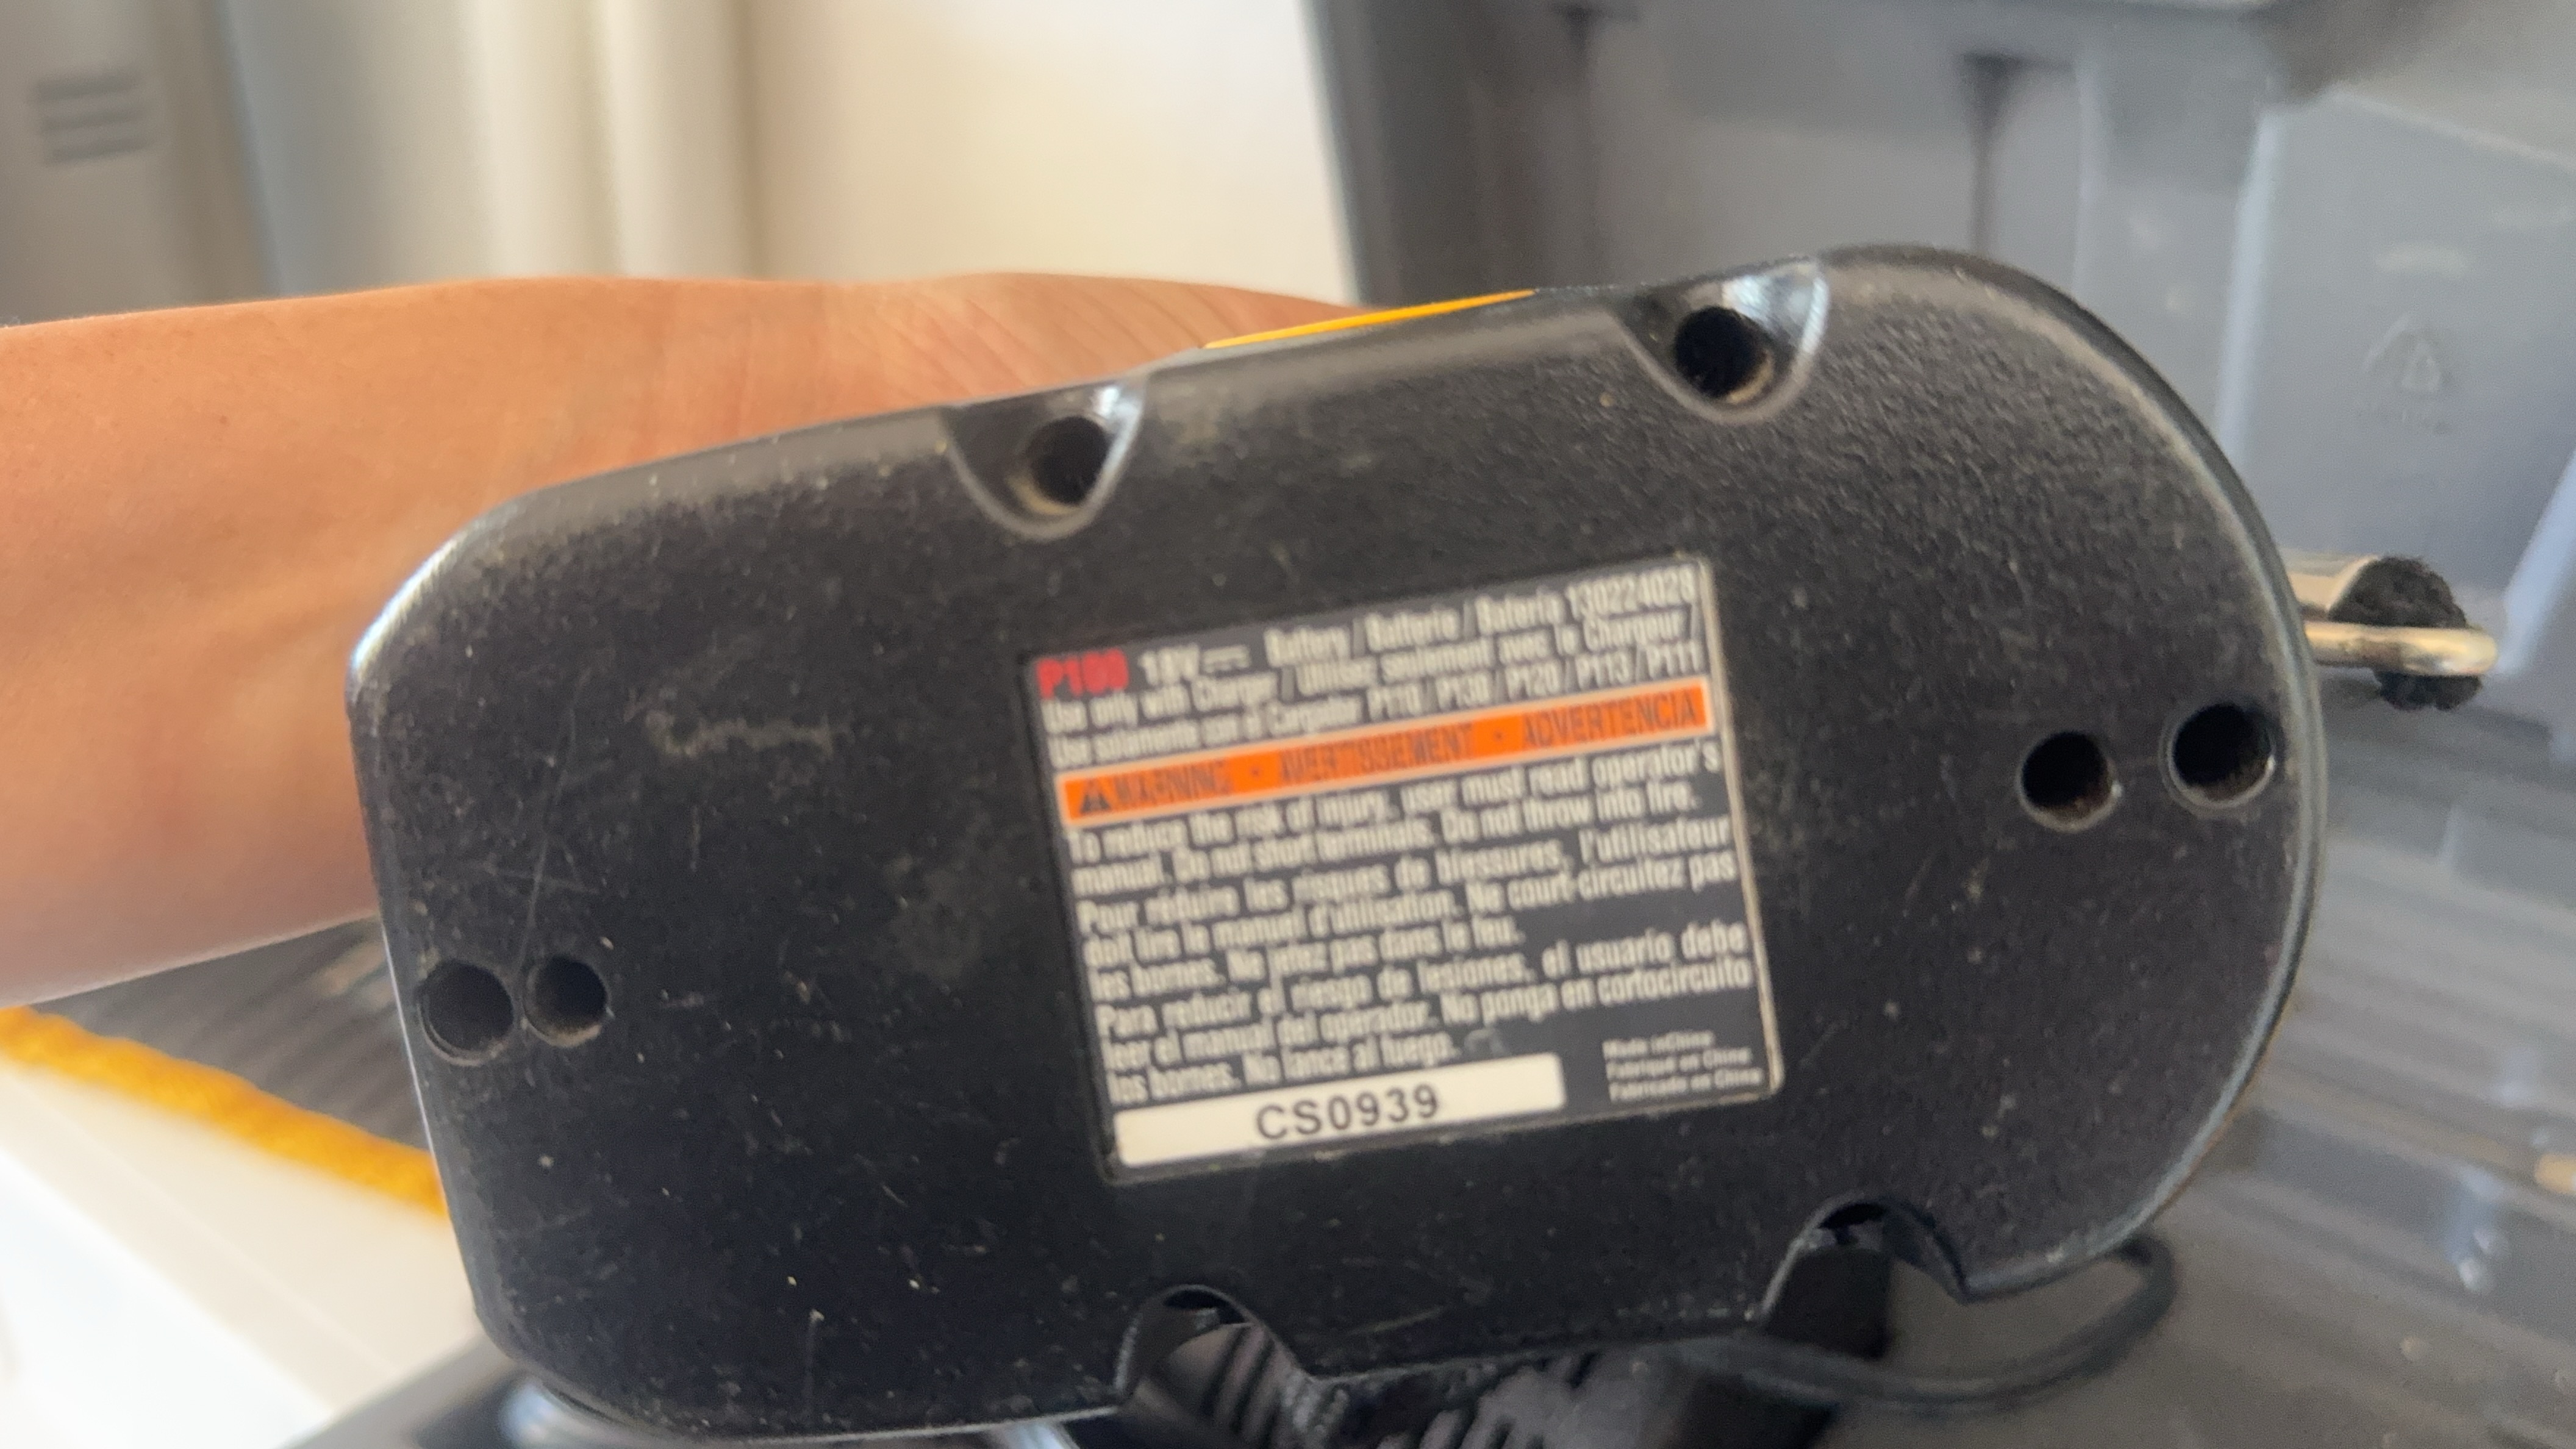 P100 18V Battery / Batterie / Batería 130224028
Use only with Charger / Utilisez seulement avec le Chargeur /
Use solamente con el Cargador P110 / P130 / P120 / P113 / P111
WARNING · AVERTISSEMENT · ADVERTENCIA
To reduce the risk of injury, user must read operator's
manual. Do not short terminals. Do not throw into fire.
Pour réduire les risques de blessures, l'utilisateur
doit lire le manuel d'utilisation. Ne court-circuitez pas
les bornes. Ne jetez pas dans le feu.
Para reducir el riesgo de lesiones, el usuario debe
leer el manual del operador. No ponga en cortocircuito
los bornes. No lance al fuego.
Made in China
Fabriqué en China
Fabricado en China
CS0939